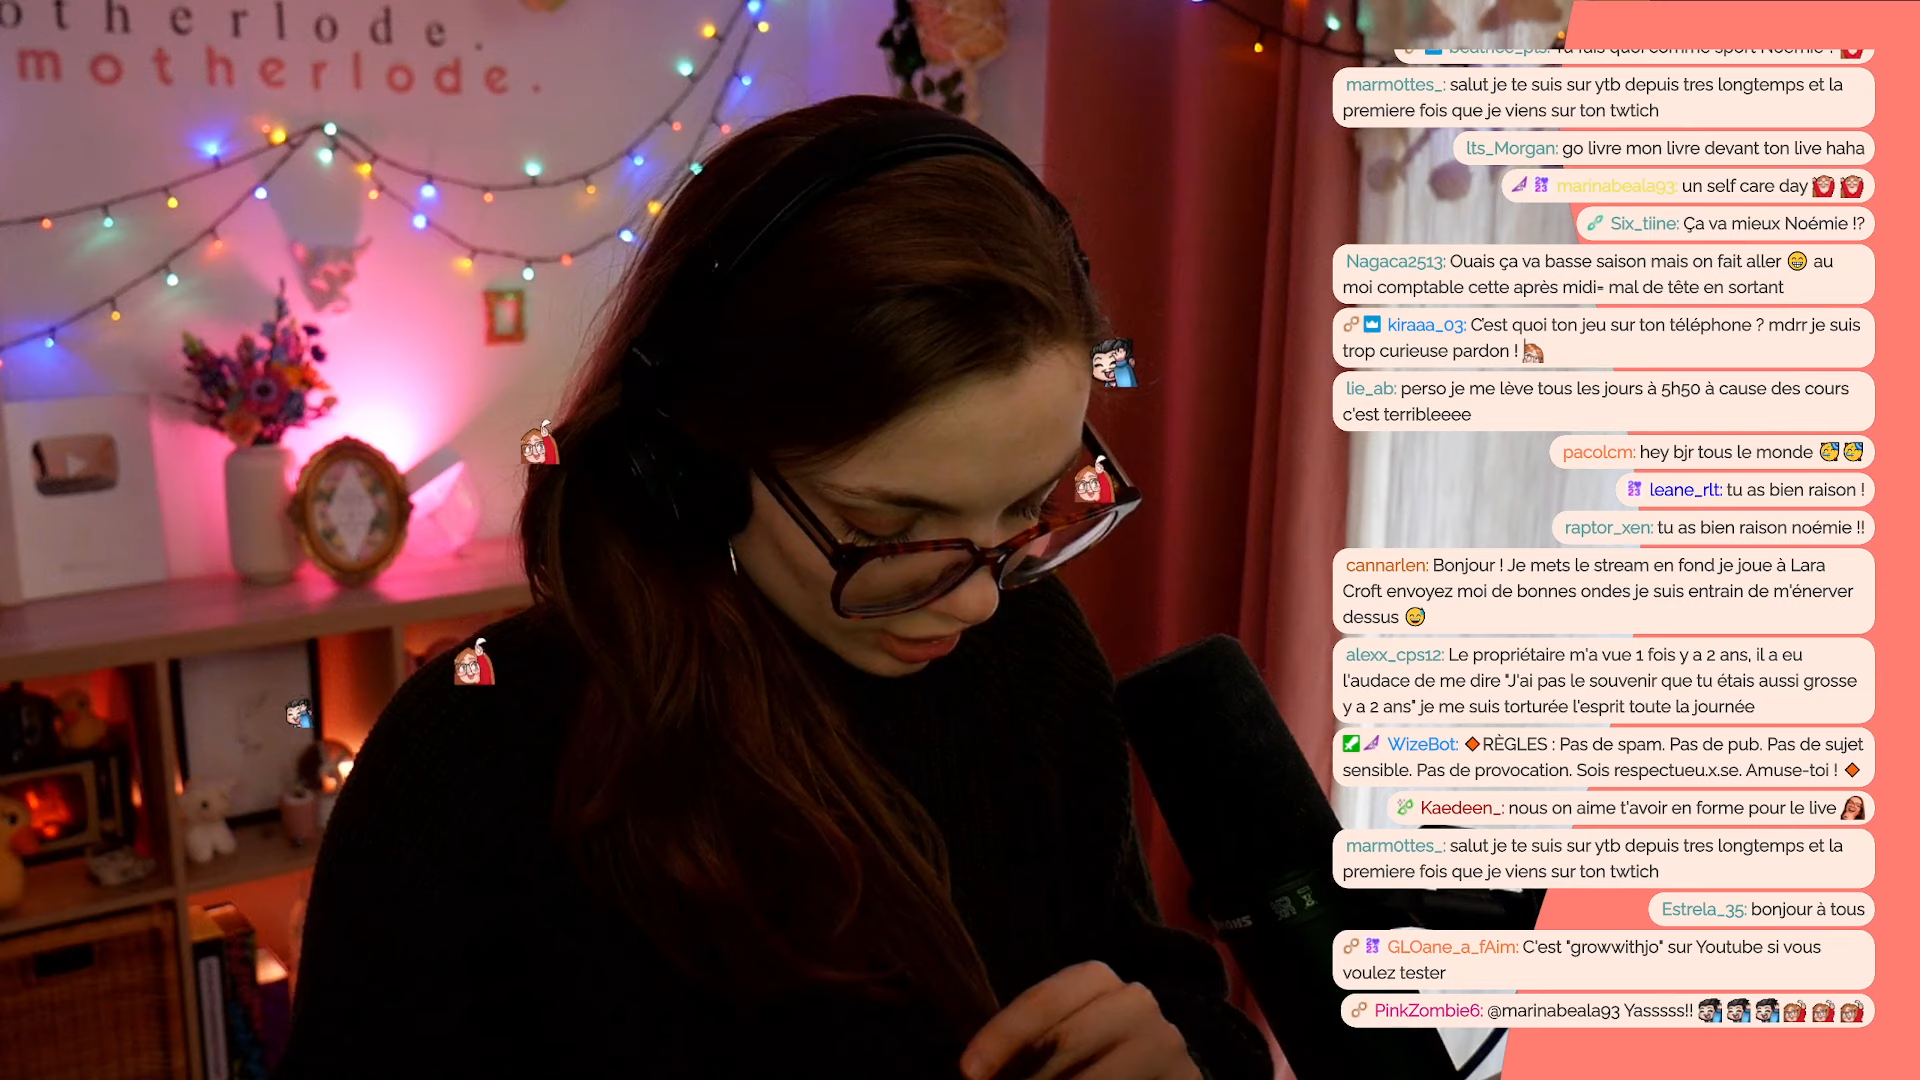 otherlode.
motherlode.
beatrice_pls: Tu fais quoi comme sport Noémie ?
marm0ttes_: salut je te suis sur ytb depuis tres longtemps et la
premiere fois que je viens sur ton twtich
lts_Morgan: go livre mon livre devant ton live haha
marinabeala93: un self care day
Six_tiine: Ça va mieux Noémie !?
Nagaca2513: Ouais ça va basse saison mais on fait aller 😁 au
moi comptable cette après midi= mal de tête en sortant
kiraaa_03: C'est quoi ton jeu sur ton téléphone ? mdrr je suis
trop curieuse pardon !
lie_ab: perso je me lève tous les jours à 5h50 à cause des cours
c'est terribleeee
pacolcm: hey bjr tous le monde 🥳 🥳
leane_rlt: tu as bien raison !
raptor_xen: tu as bien raison noémie !!
cannarlen: Bonjour ! Je mets le stream en fond je joue à Lara
Croft envoyez moi de bonnes ondes je suis entrain de m'énerver
dessus 😅
alexx_cps12: Le propriétaire m'a vue 1 fois y a 2 ans, il a eu
l'audace de me dire "J'ai pas le souvenir que tu étais aussi grosse
y a 2 ans" je me suis torturée l'esprit toute la journée
WizeBot: 🔶RÈGLES : Pas de spam. Pas de pub. Pas de sujet
sensible. Pas de provocation. Sois respectueu.x.se. Amuse-toi ! 🔶
Kaedeen_: nous on aime t'avoir en forme pour le live
marm0ttes_: salut je te suis sur ytb depuis tres longtemps et la
premiere fois que je viens sur ton twtich
Estrela_35: bonjour à tous
GLOane_a_fAim: C'est "growwithjo" sur Youtube si vous
voulez tester
PinkZombie6: @marinabeala93 Yasssss!!